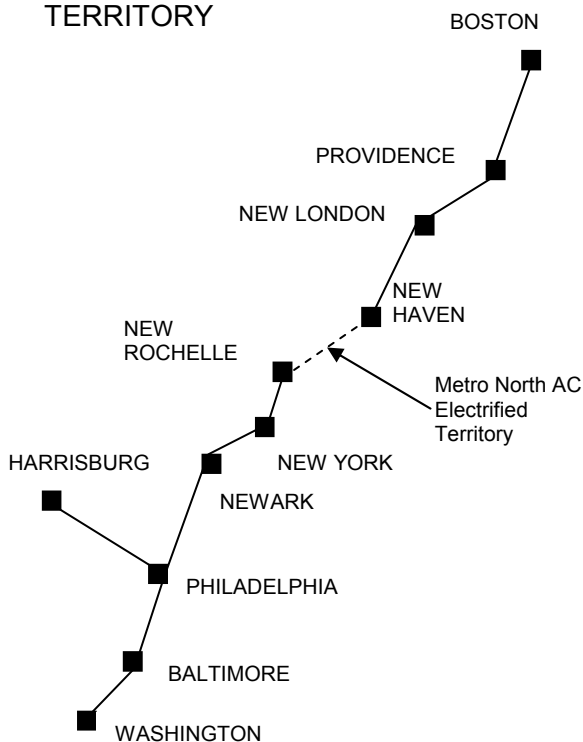 TERRITORY
BOSTON
PROVIDENCE
NEW LONDON
NEW
HAVEN
NEW
ROCHELLE
Metro North AC
Electrified
Territory
HARRISBURG
NEW YORK
NEWARK
PHILADELPHIA
BALTIMORE
WASHINGTON